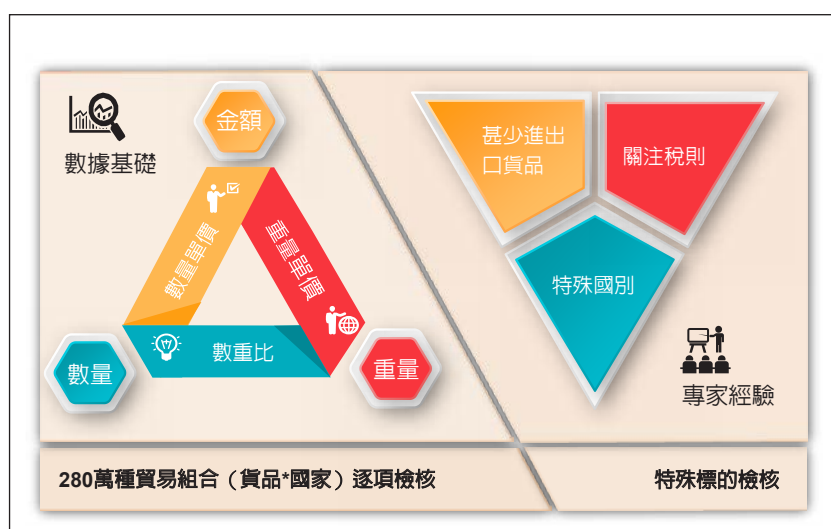 數據基礎
金額
數量單價
重量單價
數重比
數量
重量
甚少進出
口貨品
關注稅則
特殊國別
專家經驗
280萬種貿易組合（貨品*國家）逐項檢核
特殊標的檢核